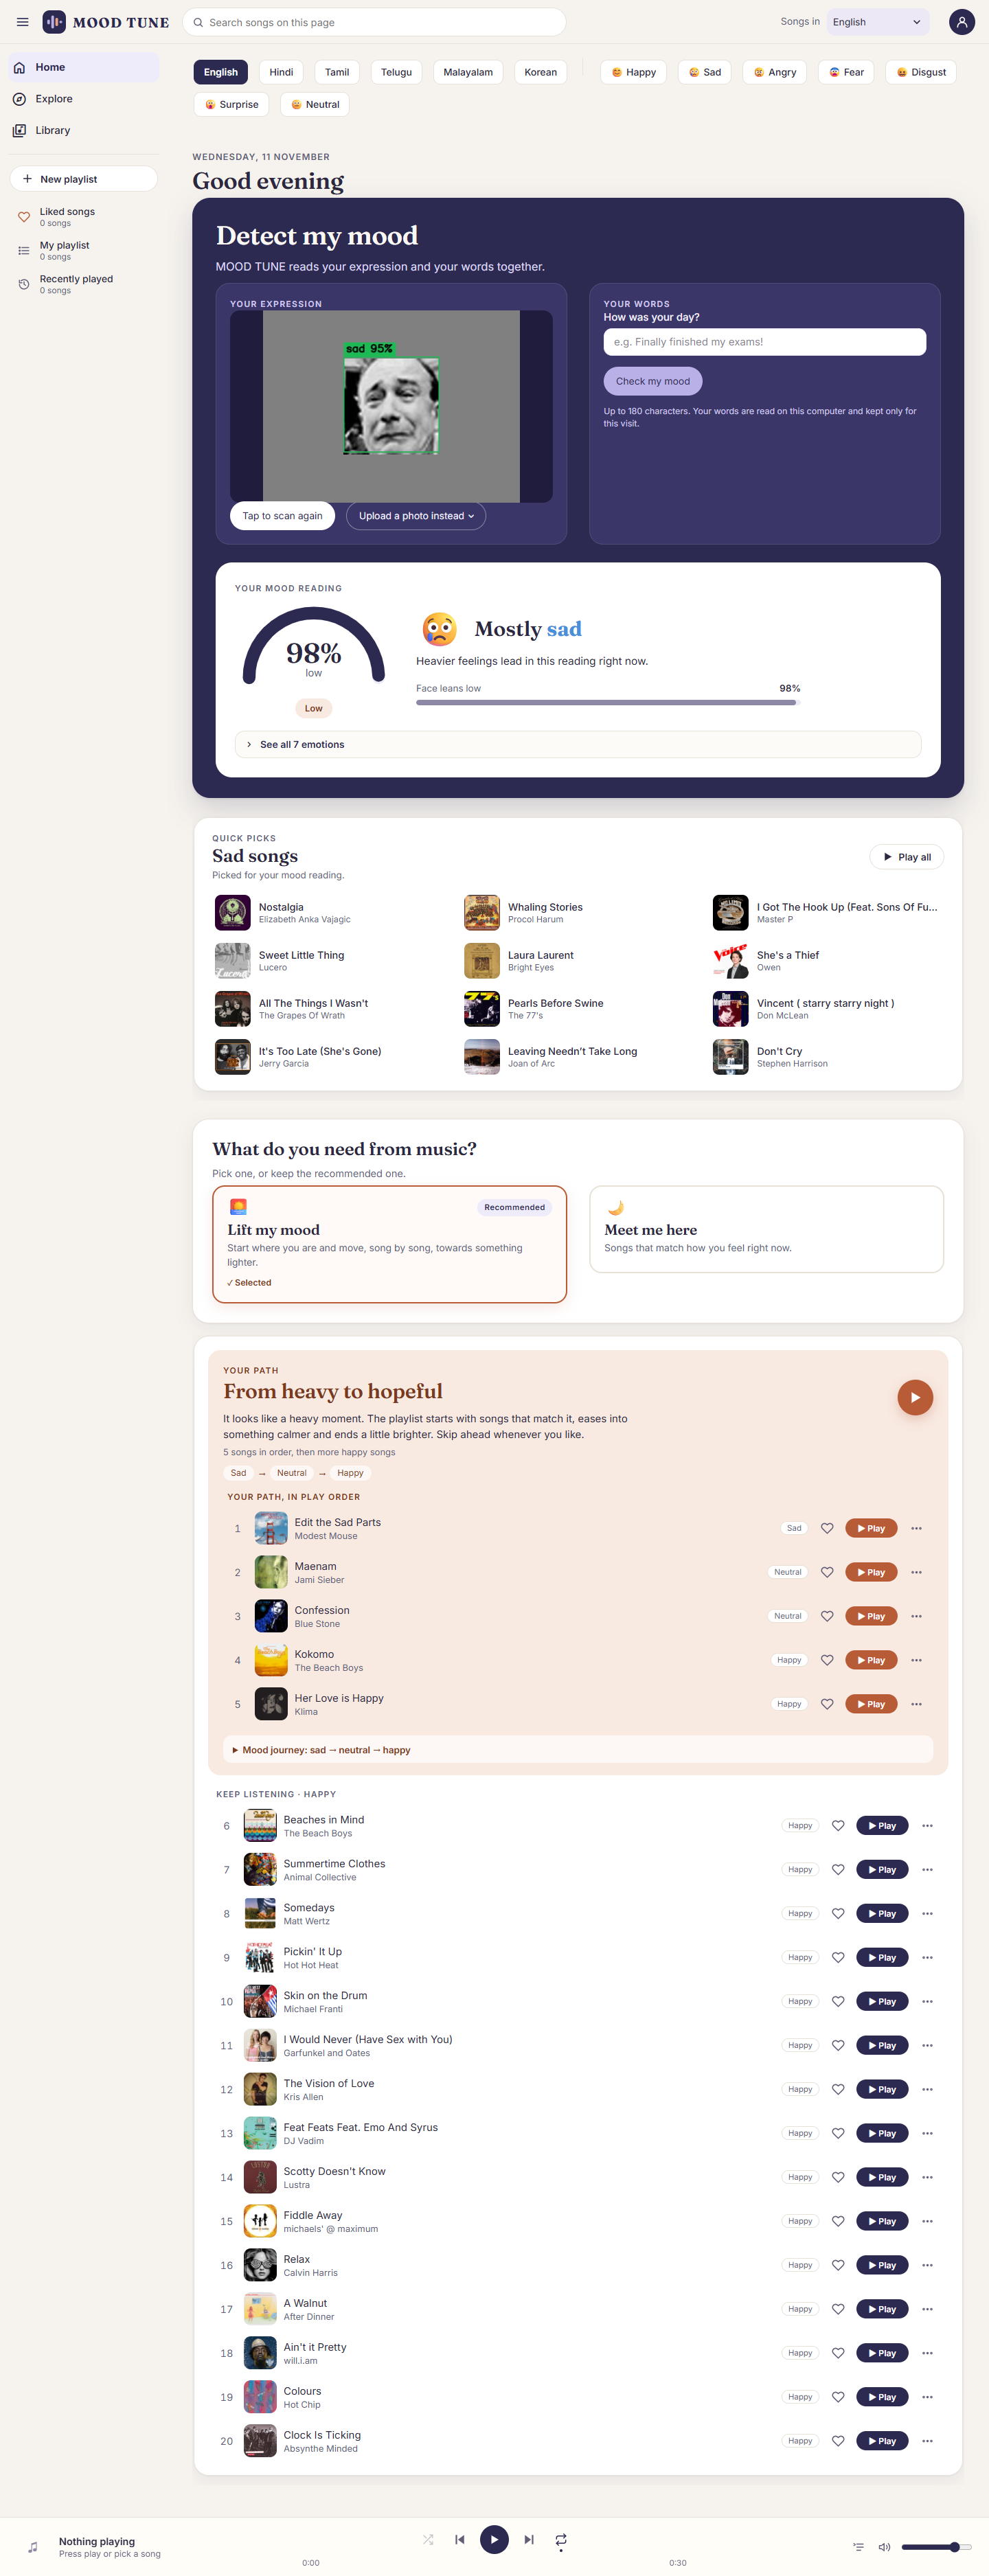 MOOD TUNE
Search songs on this page
Songs in
English
Home
Explore
Library
New playlist
Liked songs
0 songs
My playlist
0 songs
Recently played
0 songs
English
Hindi
Tamil
Telugu
Malayalam
Korean
Happy
Sad
Angry
Fear
Disgust
Surprise
Neutral
WEDNESDAY, 11 NOVEMBER
Good evening
Detect my mood
MOOD TUNE reads your expression and your words together.
YOUR EXPRESSION
sad 95%
Tap to scan again
Upload a photo instead
YOUR WORDS
How was your day?
e.g. Finally finished my exams!
Check my mood
Up to 180 characters. Your words are read on this computer and kept only for
this visit.
YOUR MOOD READING
98%
low
Low
Mostly sad
Heavier feelings lead in this reading right now.
Face leans low
98%
See all 7 emotions
QUICK PICKS
Sad songs
Picked for your mood reading.
Play all
Nostalgia
Elizabeth Anka Vajagic
Whaling Stories
Procol Harum
I Got The Hook Up (Feat. Sons Of Fu...
Master P
Sweet Little Thing
Lucero
Laura Laurent
Bright Eyes
She's a Thief
Owen
All The Things I Wasn't
The Grapes Of Wrath
Pearls Before Swine
The 77's
Vincent ( starry starry night )
Don McLean
It's Too Late (She's Gone)
Jerry Garcia
Leaving Needn't Take Long
Joan of Arc
Don't Cry
Stephen Harrison
What do you need from music?
Pick one, or keep the recommended one.
Recommended
Lift my mood
Start where you are and move, song by song, towards something
lighter.
✓ Selected
Meet me here
Songs that match how you feel right now.
YOUR PATH
From heavy to hopeful
It looks like a heavy moment. The playlist starts with songs that match it, eases into
something calmer and ends a little brighter. Skip ahead whenever you like.
5 songs in order, then more happy songs
Sad → Neutral → Happy
YOUR PATH, IN PLAY ORDER
1
Edit the Sad Parts
Modest Mouse
Sad
Play
2
Maenam
Jami Sieber
Neutral
Play
3
Confession
Blue Stone
Neutral
Play
4
Kokomo
The Beach Boys
Happy
Play
5
Her Love is Happy
Klima
Happy
Play
Mood journey: sad → neutral → happy
KEEP LISTENING · HAPPY
6
Beaches in Mind
The Beach Boys
Happy
Play
7
Summertime Clothes
Animal Collective
Happy
Play
8
Somedays
Matt Wertz
Happy
Play
9
Pickin' It Up
Hot Hot Heat
Happy
Play
10
Skin on the Drum
Michael Franti
Happy
Play
11
I Would Never (Have Sex with You)
Garfunkel and Oates
Happy
Play
12
The Vision of Love
Kris Allen
Happy
Play
13
Feat Feats Feat. Emo And Syrus
DJ Vadim
Happy
Play
14
Scotty Doesn't Know
Lustra
Happy
Play
15
Fiddle Away
michaels' @ maximum
Happy
Play
16
Relax
Calvin Harris
Happy
Play
17
A Walnut
After Dinner
Happy
Play
18
Ain't it Pretty
will.i.am
Happy
Play
19
Colours
Hot Chip
Happy
Play
20
Clock Is Ticking
Absynthe Minded
Happy
Play
Nothing playing
Press play or pick a song
0:00
0:30